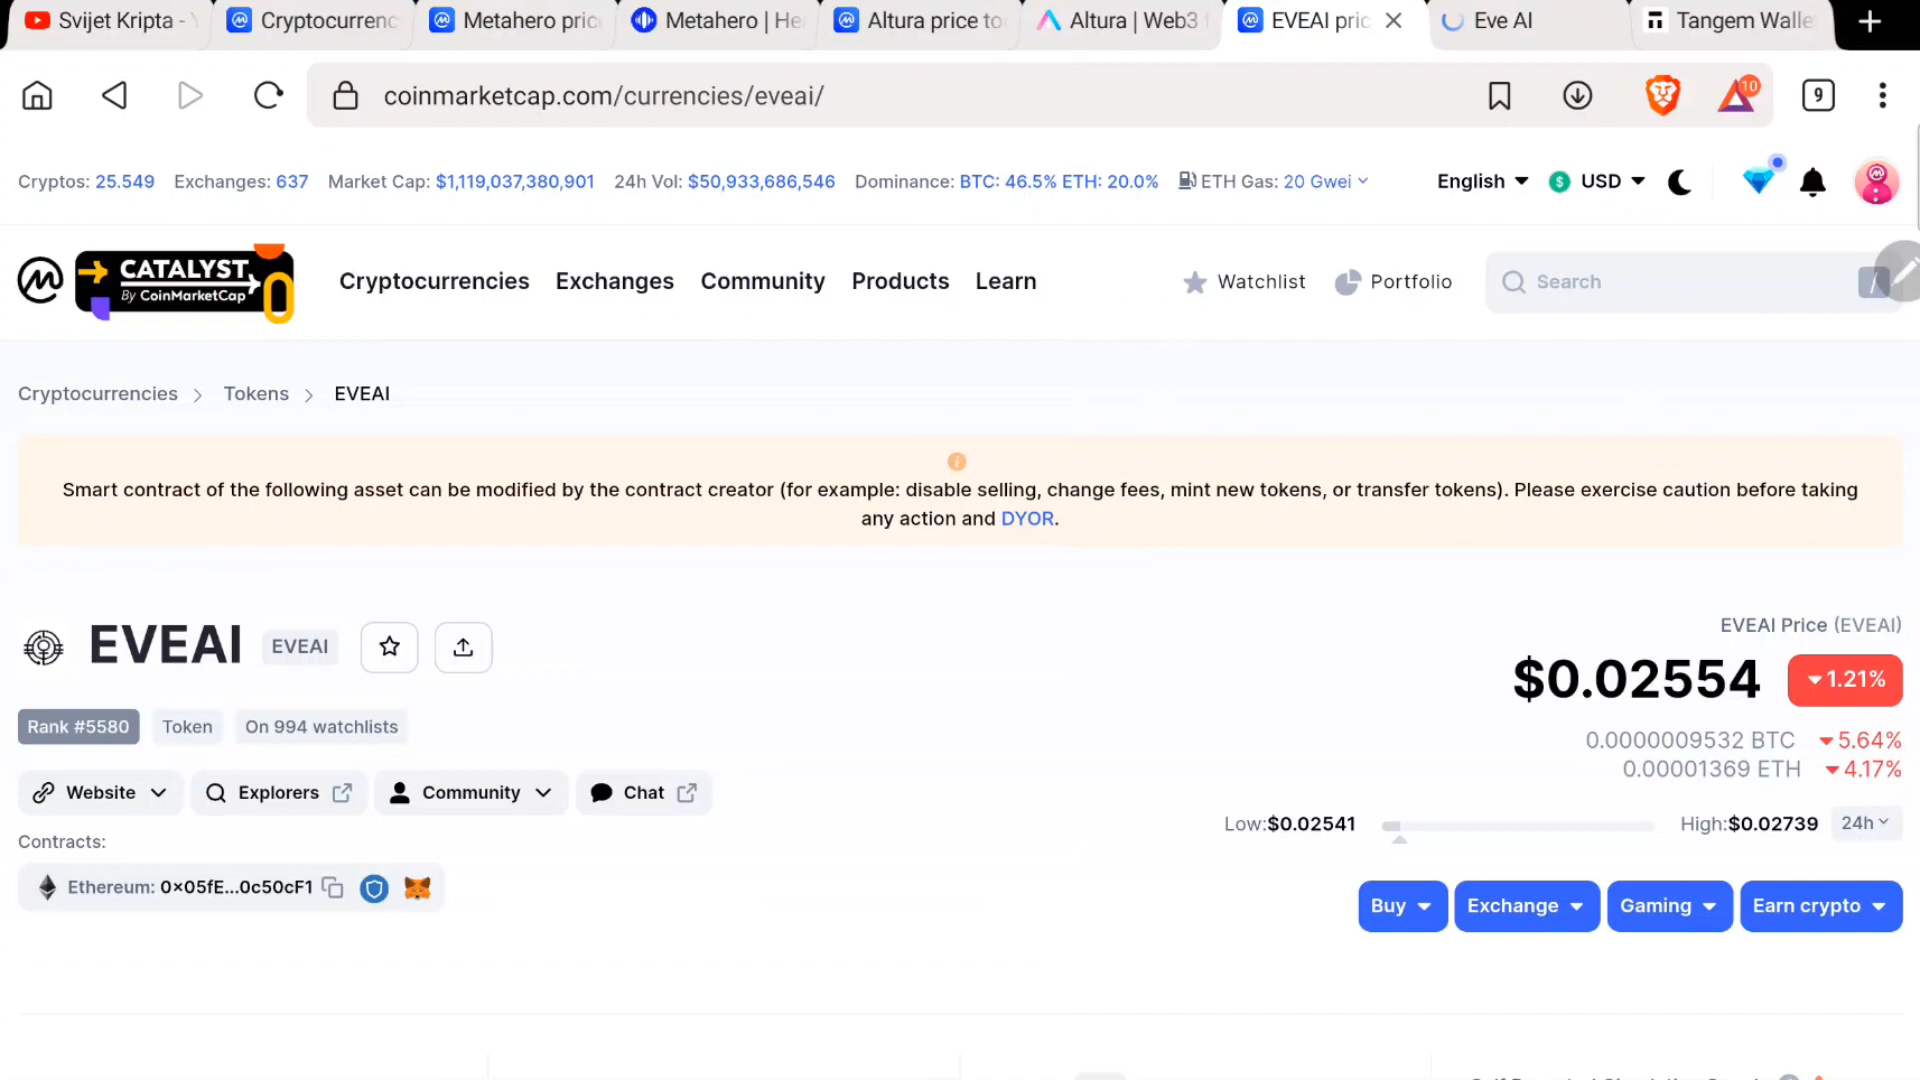 Svijet Kripta -
Cryptocurrenc
Metahero pric
Metahero | He
Altura price to
Altura | Web3
EVEAI pric
Eve AI
Tangem Walle
coinmarketcap.com/currencies/eveai/
10
9
Cryptos: 25.549 Exchanges: 637 Market Cap: $1,119,037,380,901 24h Vol: $50,933,686,546 Dominance: BTC: 46.5% ETH: 20.0% ETH Gas: 20 Gwei
English USD
CATALYST
By CoinMarketCap
Cryptocurrencies Exchanges Community Products Learn
Watchlist Portfolio Search /
Cryptocurrencies > Tokens > EVEAI
Smart contract of the following asset can be modified by the contract creator (for example: disable selling, change fees, mint new tokens, or transfer tokens). Please exercise caution before taking
any action and DYOR.
EVEAI EVEAI
EVEAI Price (EVEAI)
$0.02554 1.21%
Rank #5580 Token On 994 watchlists
0.0000009532 BTC 5.64%
0.00001369 ETH 4.17%
Website Explorers Community Chat
Low:$0.02541 High:$0.02739 24h
Contracts:
Ethereum: 0x05fE...0c50cF1
Buy Exchange Gaming Earn crypto